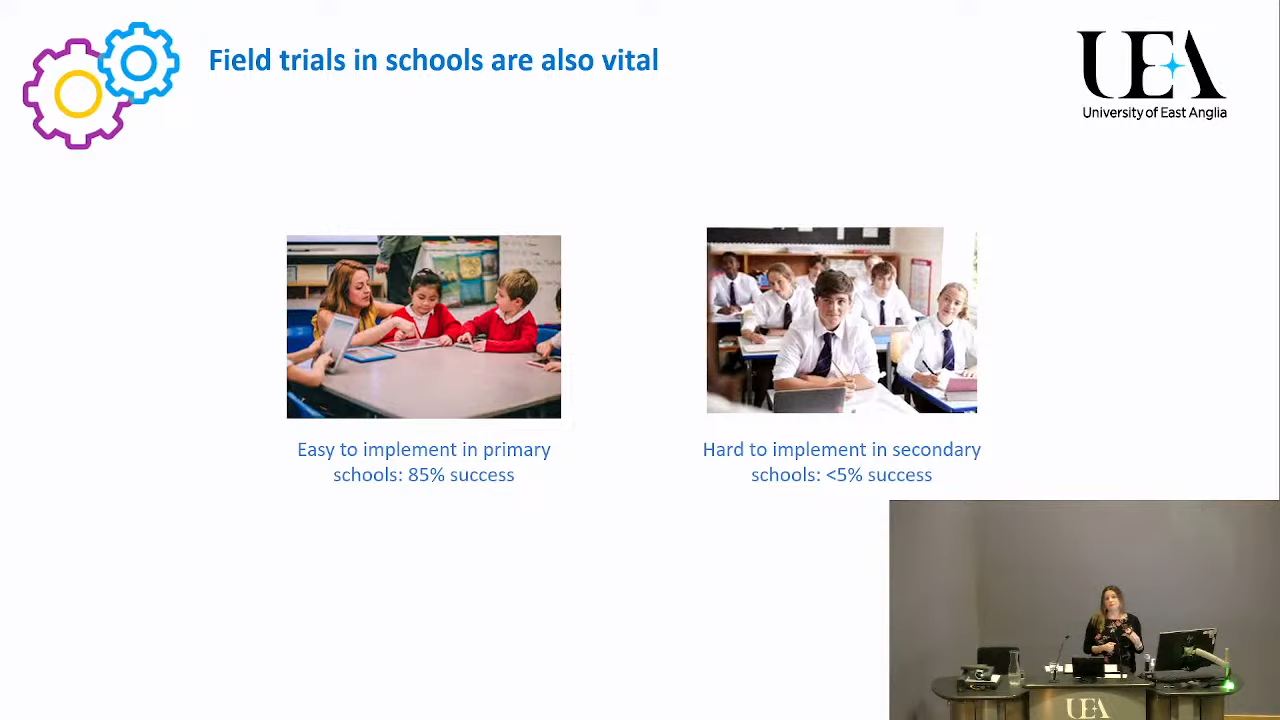 Field trials in schools are also vital
UEA
University of East Anglia
Easy to implement in primary
schools: 85% success
Hard to implement in secondary
schools: <5% success
UEA